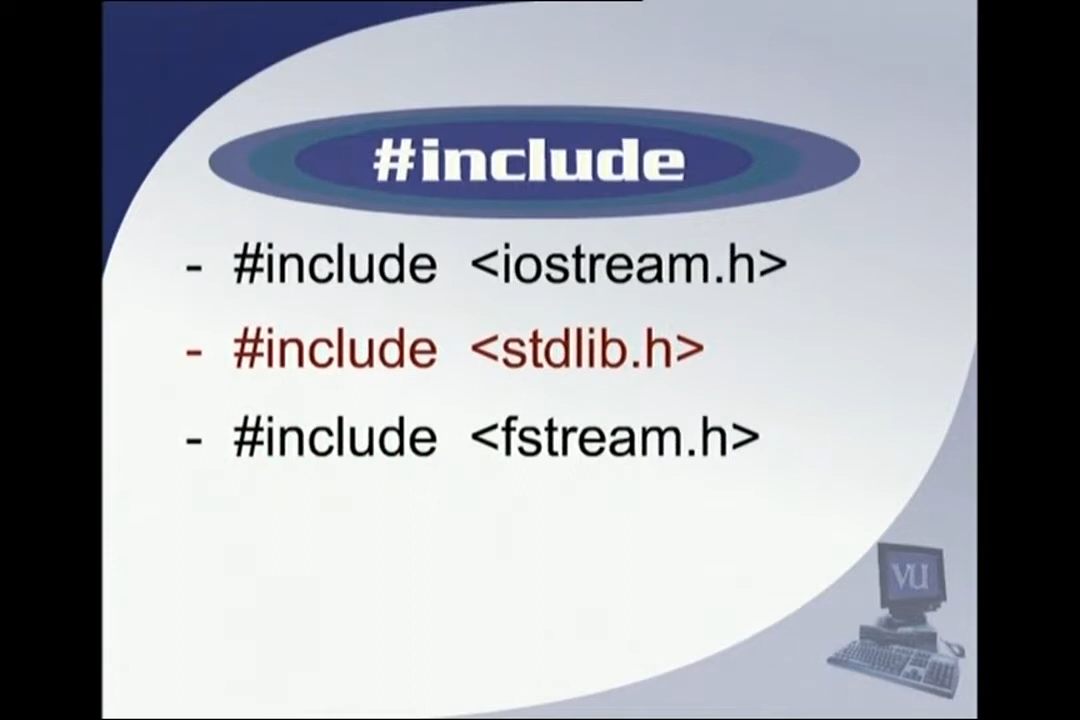 #include
- #include <iostream.h>
- #include <stdlib.h>
- #include <fstream.h>
VU